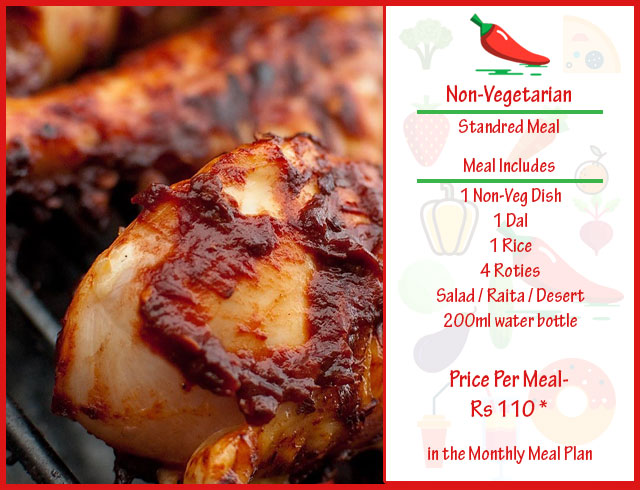 Non-Vegetarian
Standred Meal
Meal Includes
1 Non-Veg Dish
1 Dal
1 Rice
4 Roties
Salad / Raita / Desert
200ml water bottle
Price Per Meal-
Rs 110 *
in the Monthly Meal Plan